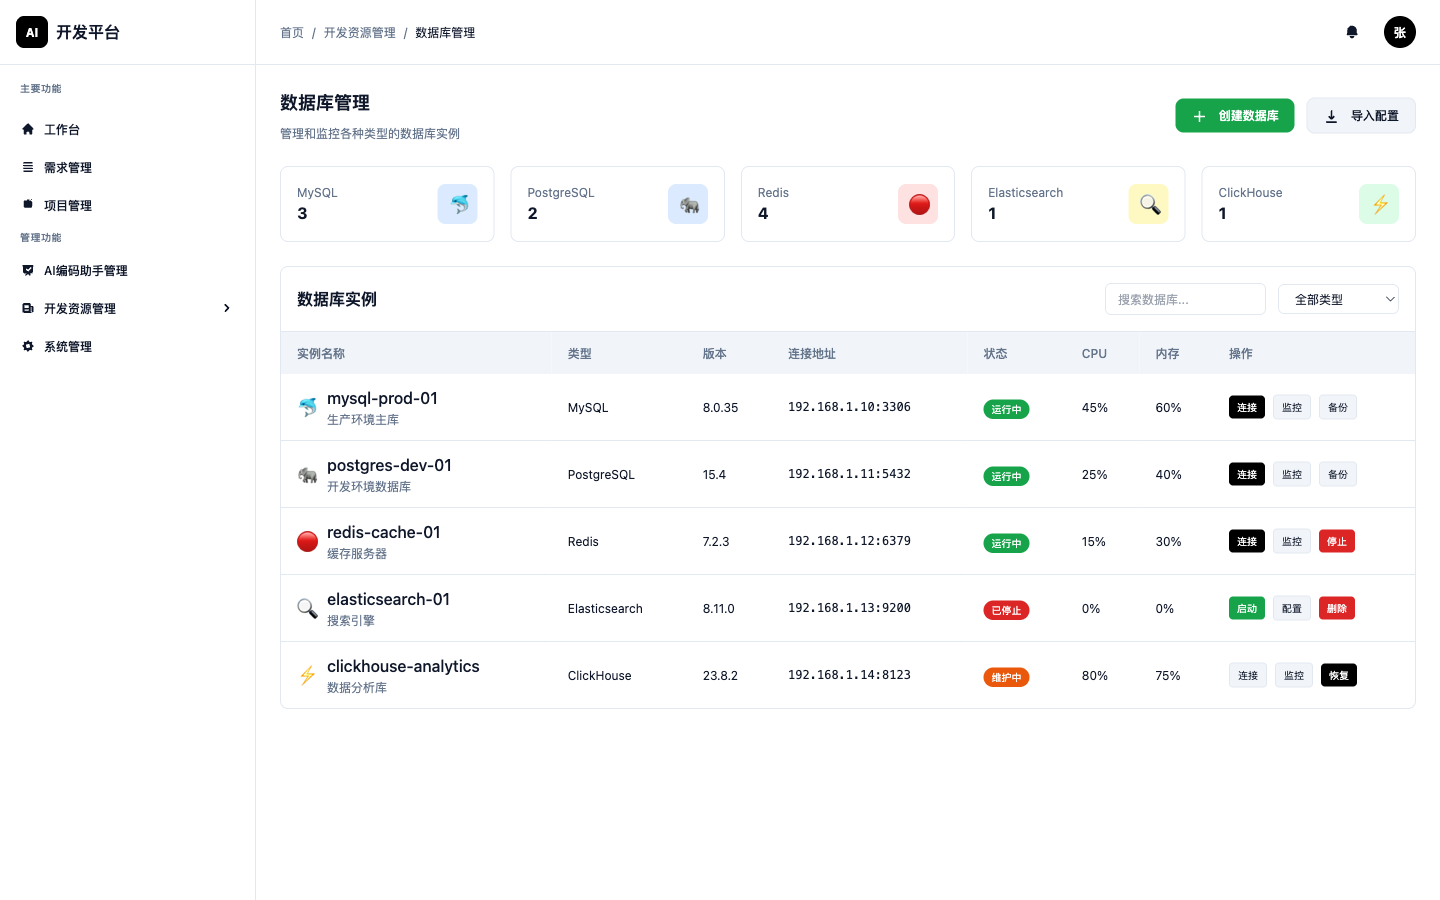 AI 开发平台
首页 / 开发资源管理 / 数据库管理
张
主要功能
工作台
需求管理
项目管理
管理功能
AI编码助手管理
开发资源管理
系统管理
数据库管理
管理和监控各种类型的数据库实例
创建数据库
导入配置
MySQL
3
PostgreSQL
2
Redis
4
Elasticsearch
1
ClickHouse
1
数据库实例
搜索数据库...
全部类型
实例名称 类型 版本 连接地址 状态 CPU 内存 操作
mysql-prod-01
生产环境主库
MySQL 8.0.35 192.168.1.10:3306 运行中 45% 60% 连接 监控 备份
postgres-dev-01
开发环境数据库
PostgreSQL 15.4 192.168.1.11:5432 运行中 25% 40% 连接 监控 备份
redis-cache-01
缓存服务器
Redis 7.2.3 192.168.1.12:6379 运行中 15% 30% 连接 监控 停止
elasticsearch-01
搜索引擎
Elasticsearch 8.11.0 192.168.1.13:9200 已停止 0% 0% 启动 配置 删除
clickhouse-analytics
数据分析库
ClickHouse 23.8.2 192.168.1.14:8123 维护中 80% 75% 连接 监控 恢复